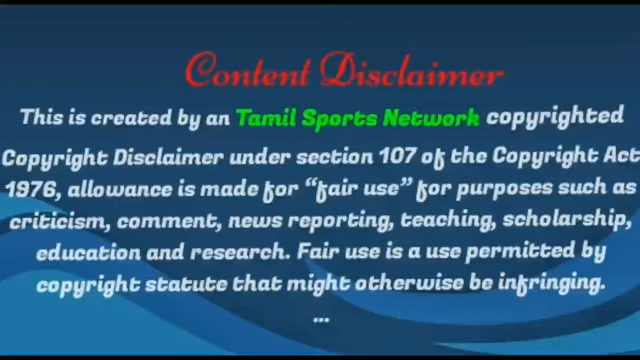 Content Disclaimer
This is created by an Tamil Sports Network copyrighted
Copyright Disclaimer under section 107 of the Copyright Act
1976, allowance is made for “fair use” for purposes such as
criticism, comment, news reporting, teaching, scholarship,
education and research. Fair use is a use permitted by
copyright statute that might otherwise be infringing.
...